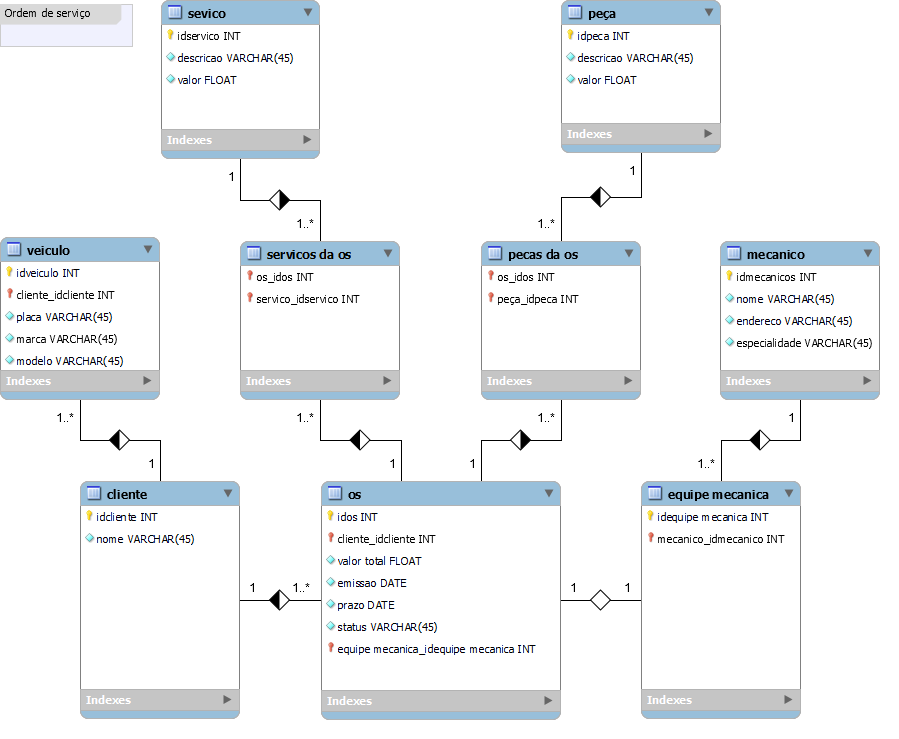 Ordem de serviço
sevico
idservico INT
descricao VARCHAR(45)
valor FLOAT
Indexes
peça
idpeca INT
descricao VARCHAR(45)
valor FLOAT
Indexes
1
1..*
1
1..*
veiculo
idveiculo INT
cliente_idcliente INT
placa VARCHAR(45)
marca VARCHAR(45)
modelo VARCHAR(45)
Indexes
servicos da os
os_idos INT
servico_idservico INT
Indexes
pecas da os
os_idos INT
peça_idpeca INT
Indexes
mecanico
idmecanicos INT
nome VARCHAR(45)
endereco VARCHAR(45)
especialidade VARCHAR(45)
Indexes
1..*
1
1..*
1
1..*
1
1
1..*
cliente
idcliente INT
nome VARCHAR(45)
Indexes
1
1..*
os
idos INT
cliente_idcliente INT
valor total FLOAT
emissao DATE
prazo DATE
status VARCHAR(45)
equipe mecanica_idequipe mecanica INT
Indexes
1
1
equipe mecanica
idequipe mecanica INT
mecanico_idmecanico INT
Indexes